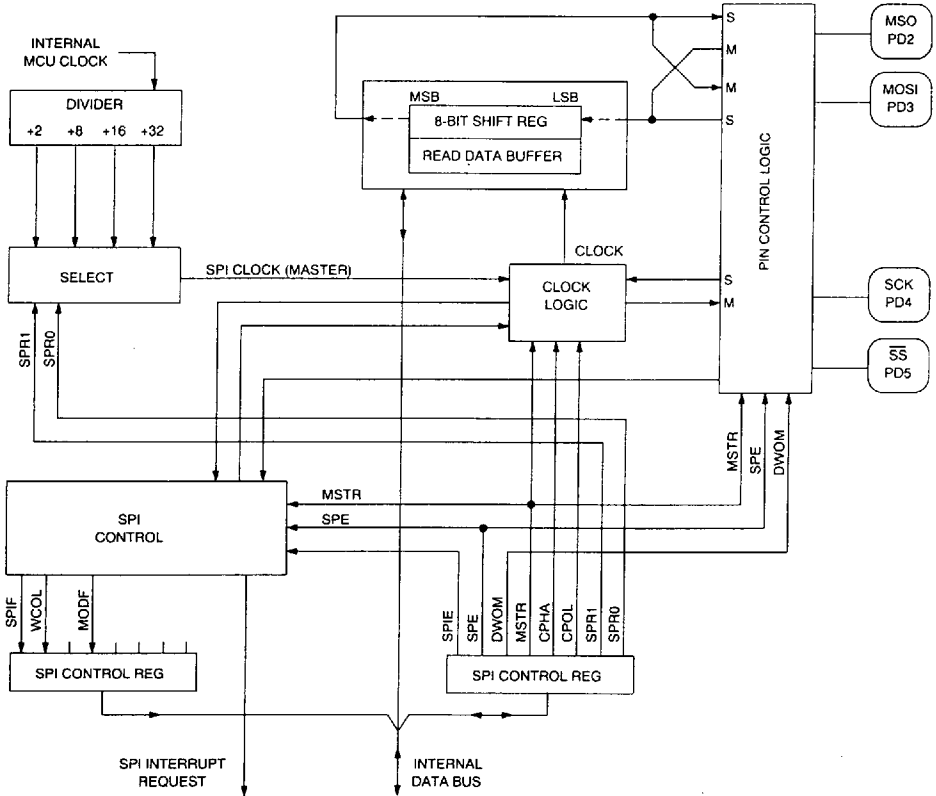 INTERNAL
MCU CLOCK
DIVIDER
+2 +8 +16 +32
SELECT
SPR1
SPR0
SPI CLOCK (MASTER)
MSB LSB
8-BIT SHIFT REG
READ DATA BUFFER
CLOCK
CLOCK
LOGIC
S
M
M
S
S
M
PIN CONTROL LOGIC
MSO
PD2
MOSI
PD3
SCK
PD4
SS
PD5
MSTR
SPE
DWOM
SPI
CONTROL
MSTR
SPE
SPIF
WCOL
MODF
SPI CONTROL REG
SPIE
SPE
DWOM
MSTR
CPHA
CPOL
SPR1
SPR0
SPI CONTROL REG
SPI INTERRUPT
REQUEST
INTERNAL
DATA BUS